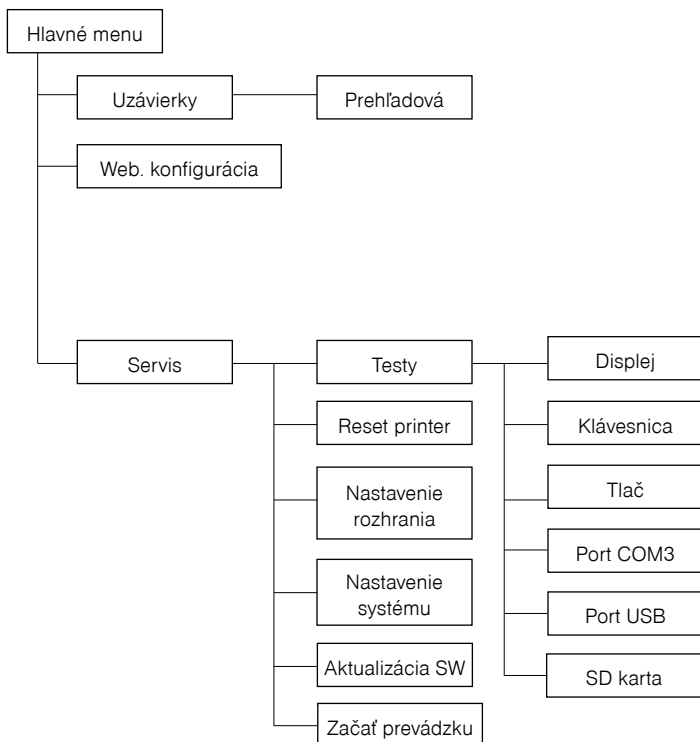 Hlavné menu
Uzávierky
Prehľadová
Web. konfigurácia
Servis
Testy
Displej
Reset printer
Klávesnica
Nastavenie
rozhrania
Tlač
Port COM3
Nastavenie
systému
Port USB
Aktualizácia SW
SD karta
Začať prevádzku